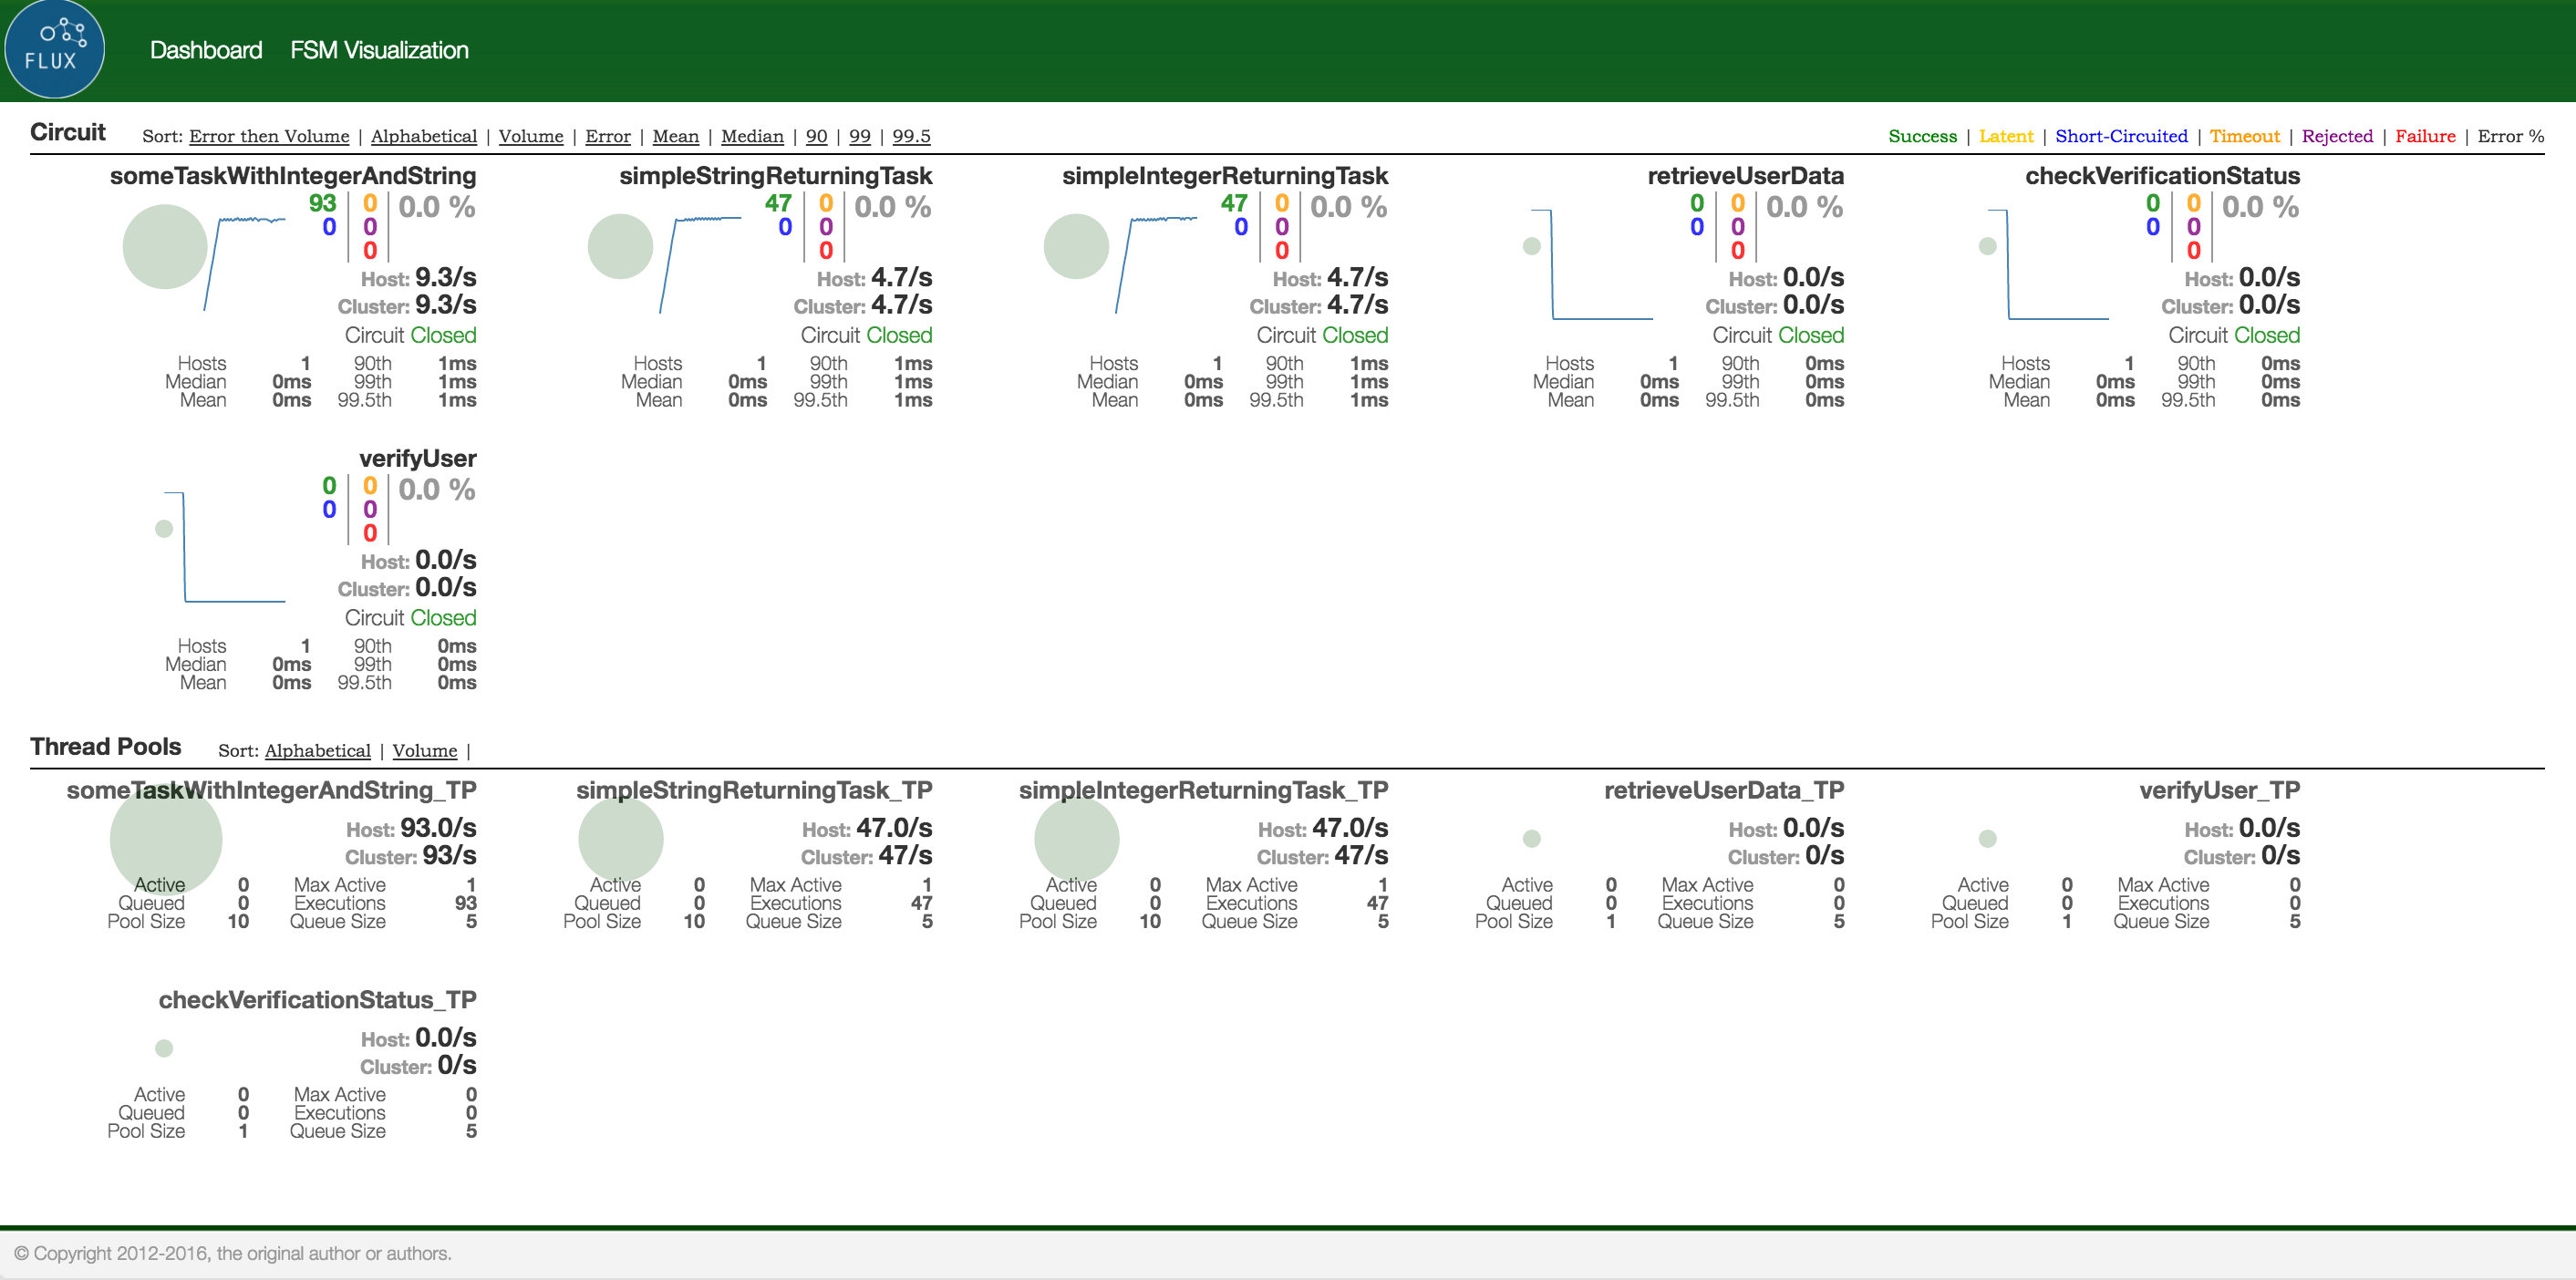 FLUX
Dashboard FSM Visualization
Circuit Sort: Error then Volume | Alphabetical | Volume | Error | Mean | Median | 90 | 99 | 99.5
Success | Latent | Short-Circuited | Timeout | Rejected | Failure | Error %
someTaskWithIntegerAndString
93 0 0.0 %
0 0
0
Host: 9.3/s
Cluster: 9.3/s
Circuit Closed
Hosts 1 90th 1ms
Median 0ms 99th 1ms
Mean 0ms 99.5th 1ms
simpleStringReturningTask
47 0 0.0 %
0 0
0
Host: 4.7/s
Cluster: 4.7/s
Circuit Closed
Hosts 1 90th 1ms
Median 0ms 99th 1ms
Mean 0ms 99.5th 1ms
simpleIntegerReturningTask
47 0 0.0 %
0 0
0
Host: 4.7/s
Cluster: 4.7/s
Circuit Closed
Hosts 1 90th 1ms
Median 0ms 99th 1ms
Mean 0ms 99.5th 1ms
retrieveUserData
0 0 0.0 %
0 0
0
Host: 0.0/s
Cluster: 0.0/s
Circuit Closed
Hosts 1 90th 0ms
Median 0ms 99th 0ms
Mean 0ms 99.5th 0ms
checkVerificationStatus
0 0 0.0 %
0 0
0
Host: 0.0/s
Cluster: 0.0/s
Circuit Closed
Hosts 1 90th 0ms
Median 0ms 99th 0ms
Mean 0ms 99.5th 0ms
verifyUser
0 0 0.0 %
0 0
0
Host: 0.0/s
Cluster: 0.0/s
Circuit Closed
Hosts 1 90th 0ms
Median 0ms 99th 0ms
Mean 0ms 99.5th 0ms
Thread Pools Sort: Alphabetical | Volume |
someTaskWithIntegerAndString_TP
Host: 93.0/s
Cluster: 93/s
Active 0 Max Active 1
Queued 0 Executions 93
Pool Size 10 Queue Size 5
simpleStringReturningTask_TP
Host: 47.0/s
Cluster: 47/s
Active 0 Max Active 1
Queued 0 Executions 47
Pool Size 10 Queue Size 5
simpleIntegerReturningTask_TP
Host: 47.0/s
Cluster: 47/s
Active 0 Max Active 1
Queued 0 Executions 47
Pool Size 10 Queue Size 5
retrieveUserData_TP
Host: 0.0/s
Cluster: 0/s
Active 0 Max Active 0
Queued 0 Executions 0
Pool Size 1 Queue Size 5
verifyUser_TP
Host: 0.0/s
Cluster: 0/s
Active 0 Max Active 0
Queued 0 Executions 0
Pool Size 1 Queue Size 5
checkVerificationStatus_TP
Host: 0.0/s
Cluster: 0/s
Active 0 Max Active 0
Queued 0 Executions 0
Pool Size 1 Queue Size 5
© Copyright 2012-2016, the original author or authors.